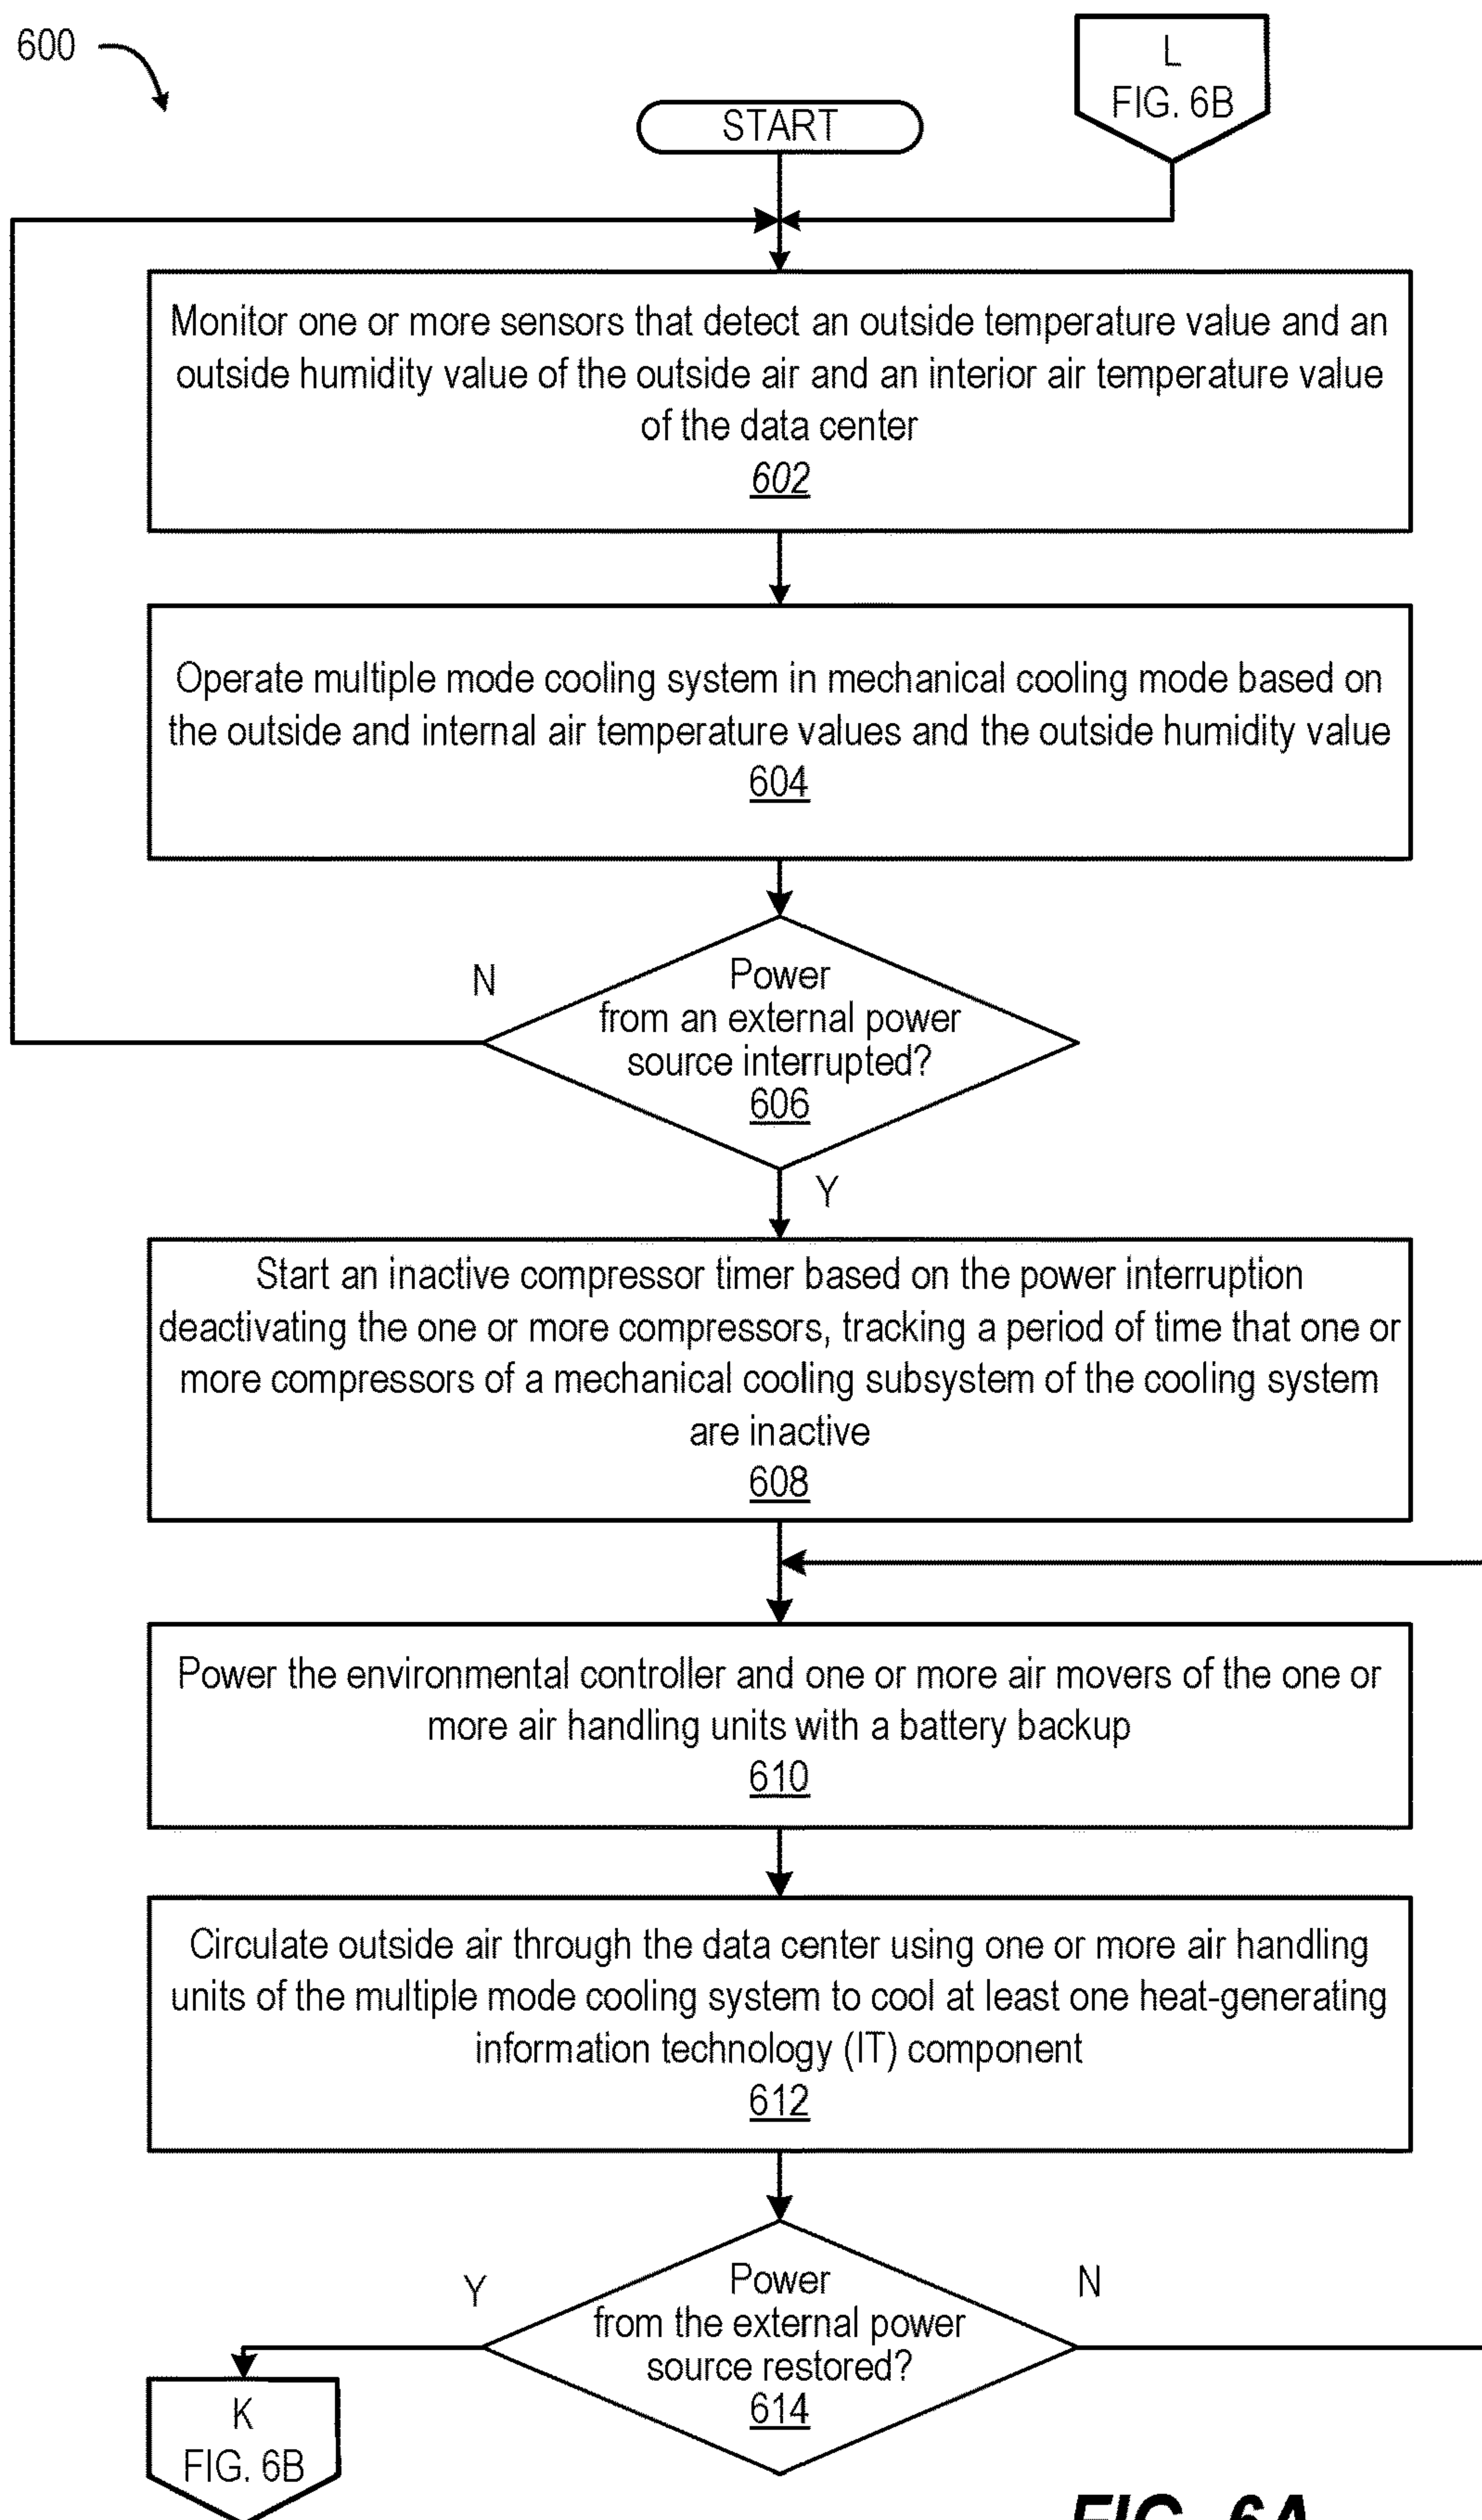 600
L
FIG. 6B
START
Monitor one or more sensors that detect an outside temperature value and an
outside humidity value of the outside air and an interior air temperature value
of the data center
602
Operate multiple mode cooling system in mechanical cooling mode based on
the outside and internal air temperature values and the outside humidity value
604
N
Power
from an external power
source interrupted?
606
Y
Start an inactive compressor timer based on the power interruption
deactivating the one or more compressors, tracking a period of time that one or
more compressors of a mechanical cooling subsystem of the cooling system
are inactive
608
Power the environmental controller and one or more air movers of the one or
more air handling units with a battery backup
610
Circulate outside air through the data center using one or more air handling
units of the multiple mode cooling system to cool at least one heat-generating
information technology (IT) component
612
Y
N
Power
from the external power
source restored?
614
K
FIG. 6B
FIG. 6A